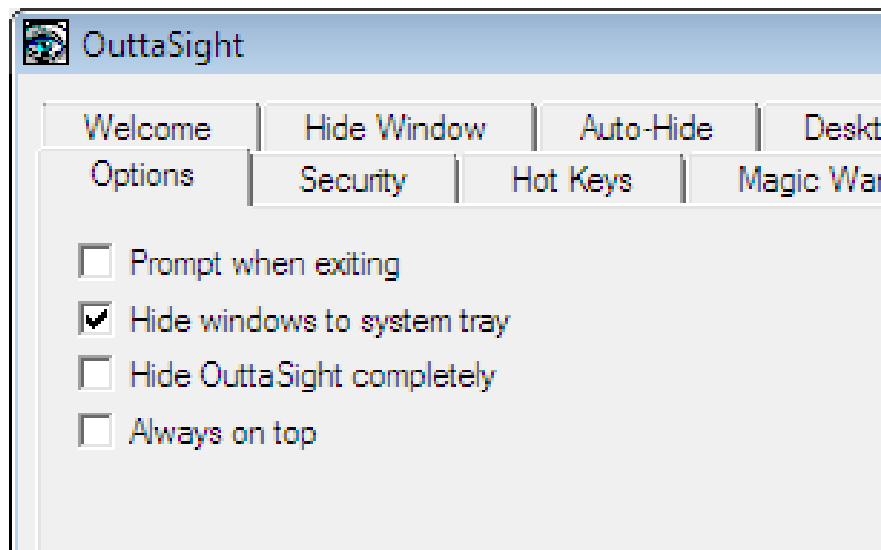 OuttaSight
Welcome Hide Window Auto-Hide
Options Security Hot Keys Magic
Prompt when exiting
Hide windows to system tray
Hide OuttaSight completely
Always on top